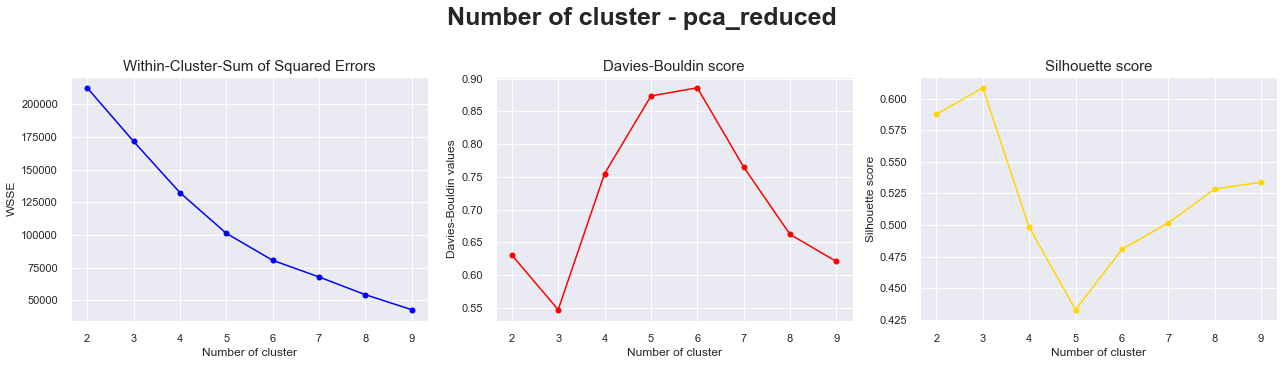 Number of cluster - pca_reduced
Within-Cluster-Sum of Squared Errors
WSSE
200000
175000
150000
125000
100000
75000
50000
2 3 4 5 6 7 8 9
Number of cluster
Davies-Bouldin score
Davies-Bouldin values
0.90
0.85
0.80
0.75
0.70
0.65
0.60
0.55
2 3 4 5 6 7 8 9
Number of cluster
Silhouette score
Silhouette score
0.600
0.575
0.550
0.525
0.500
0.475
0.450
0.425
2 3 4 5 6 7 8 9
Number of cluster